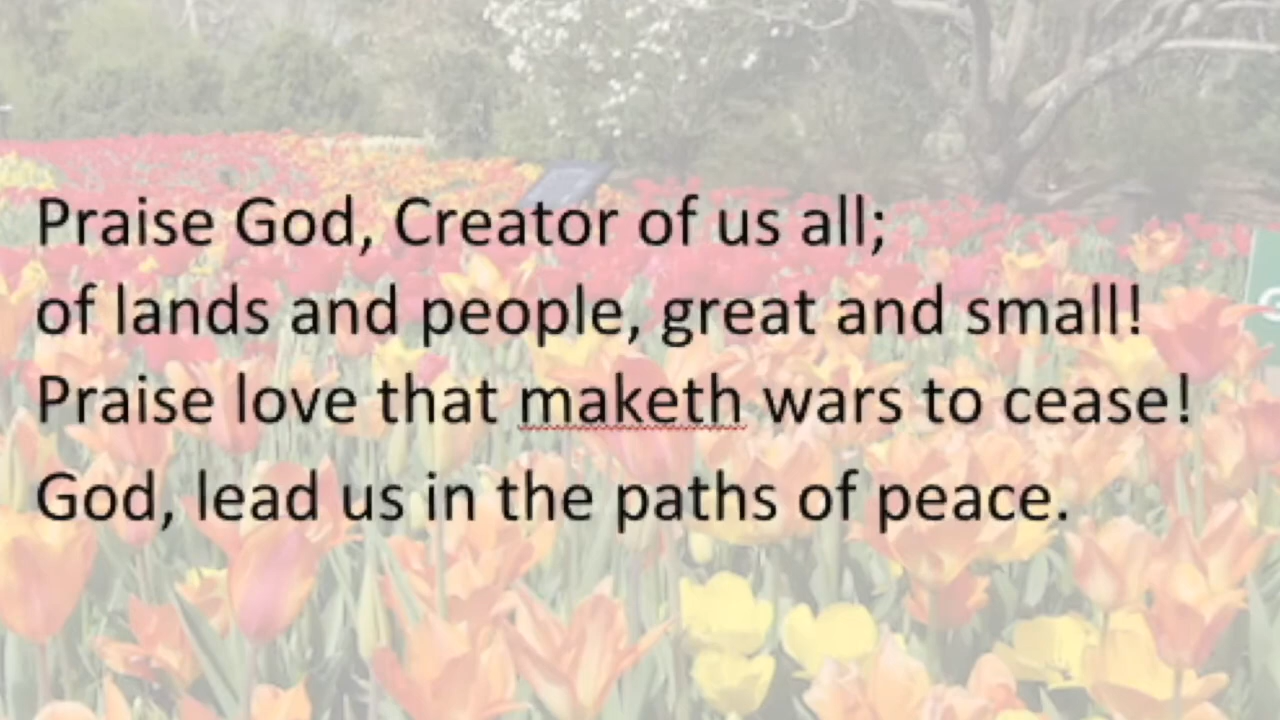 Praise God, Creator of us all;
of lands and people, great and small!
Praise love that maketh wars to cease!
God, lead us in the paths of peace.